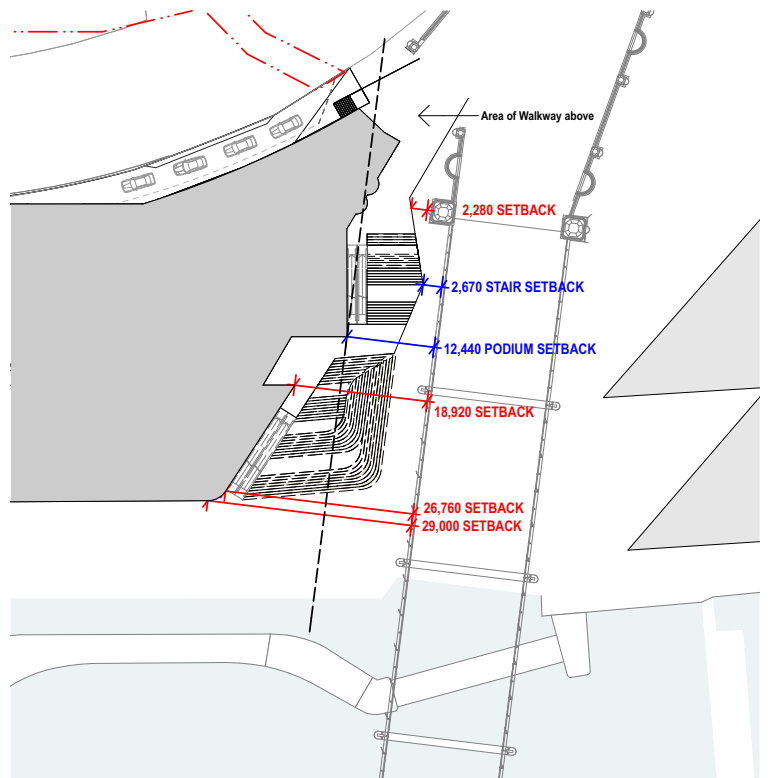 Area of Walkway above
2,280 SETBACK
2,670 STAIR SETBACK
12,440 PODIUM SETBACK
18,920 SETBACK
26,760 SETBACK
29,000 SETBACK